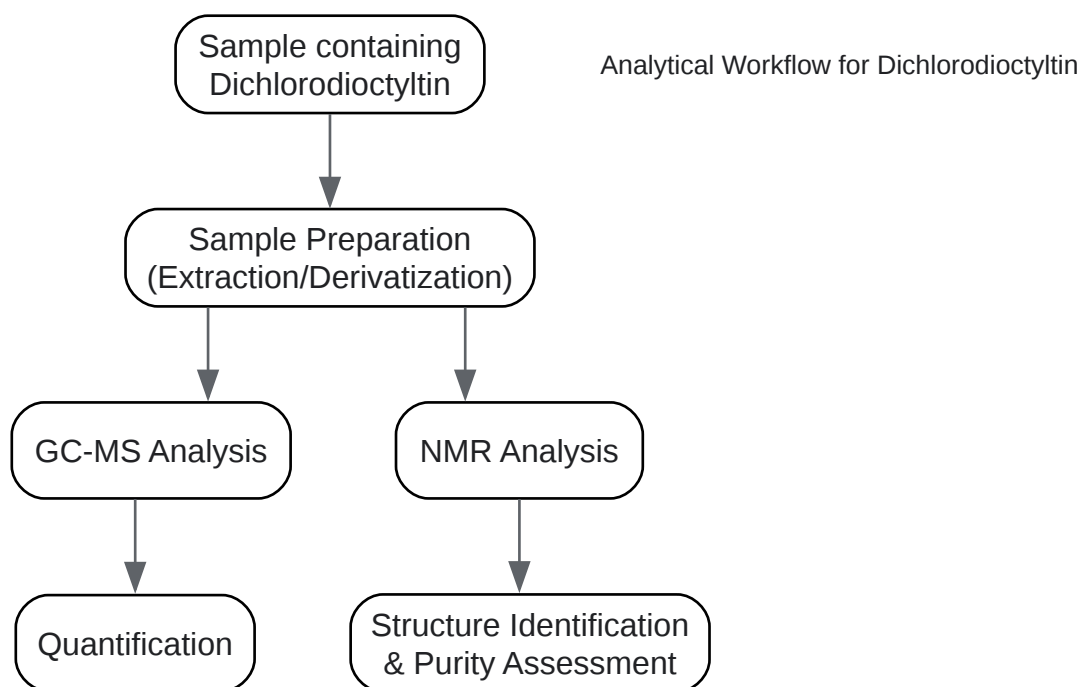 Sample containing
Dichlorodioctyltin
Analytical Workflow for Dichlorodioctyltin
Sample Preparation
(Extraction/Derivatization)
GC-MS Analysis
NMR Analysis
Quantification
Structure Identification
& Purity Assessment